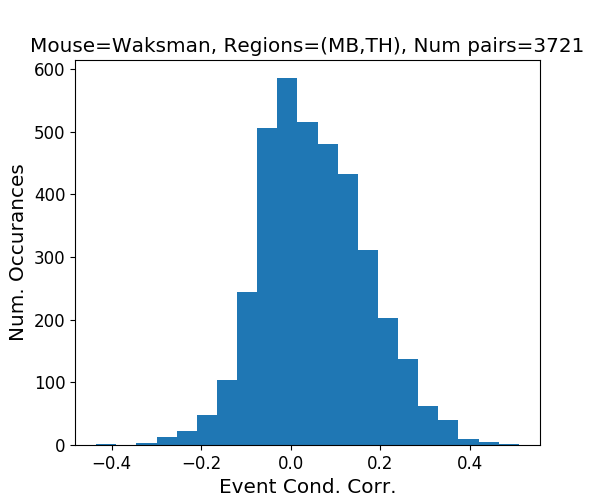 Mouse=Waksman, Regions=(MB,TH), Num pairs=3721
600
500
400
300
200
100
0
Num. Occurances
−0.4 −0.2 0.0 0.2 0.4
Event Cond. Corr.